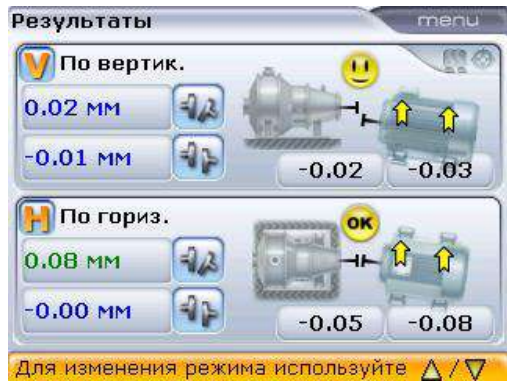 Результаты menu
V По вертик.
0.02 мм
-0.01 мм
-0.02 -0.03
H По гориз.
OK
0.08 мм
-0.00 мм
-0.05 -0.08
Для изменения режима используйте △/▽